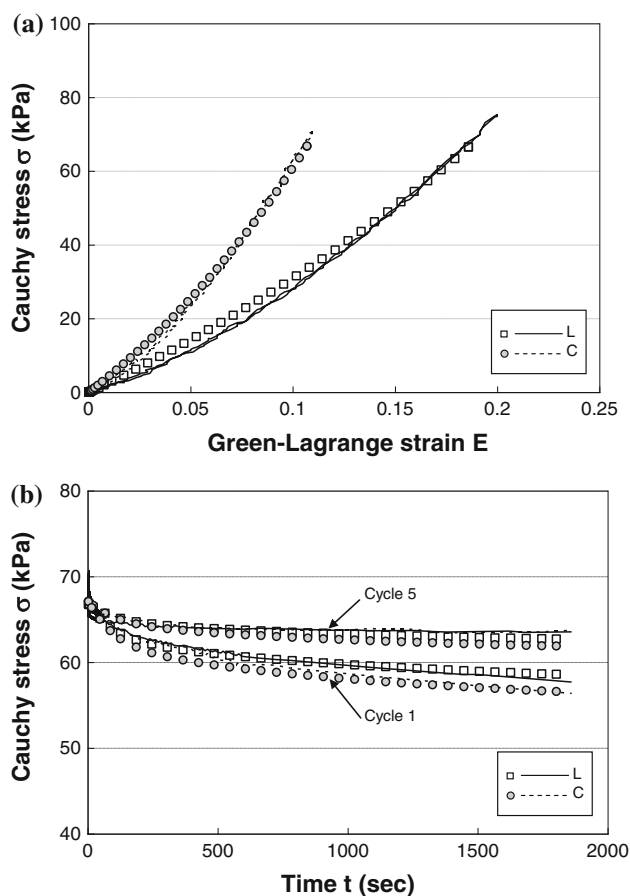 (a)
100
80
60
40
20
0
Cauchy stress σ (kPa)
0
0.05
0.1
0.15
0.2
0.25
Green-Lagrange strain E
L
C
(b)
80
70
60
50
40
Cauchy stress σ (kPa)
Cycle 5
Cycle 1
L
C
0
500
1000
1500
2000
Time t (sec)